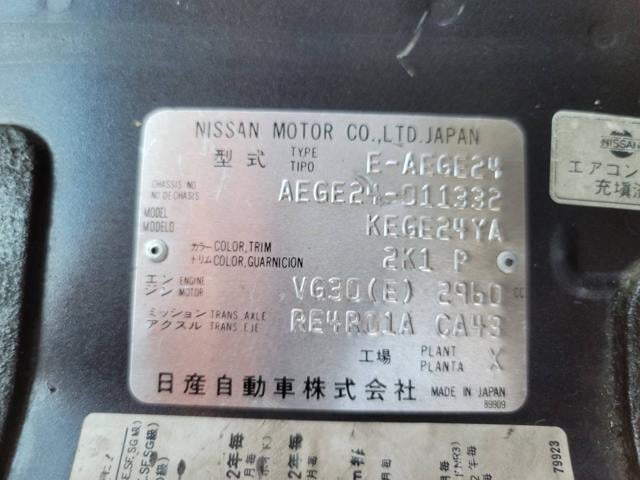 NISSAN MOTOR CO.,LTD.JAPAN
型式 TYPE TIPO E-AEGE24
CHASSIS NO NO DE CHASIS AEGE24-011332
MODEL MODELO KEGE24YA
カラー COLOR,TRIM
トリム COLOR,GUARNICION 2K1 P
エンジン ENGINE MOTOR VG30(E) 2960 CC
ミッション TRANS. AXLE
アクスル TRANS. EJE RE4R01A CA43
工場 PLANT PLANTA X
日産自動車株式会社 MADE IN JAPAN
89909
NISSAN
エアコン
充填
79923